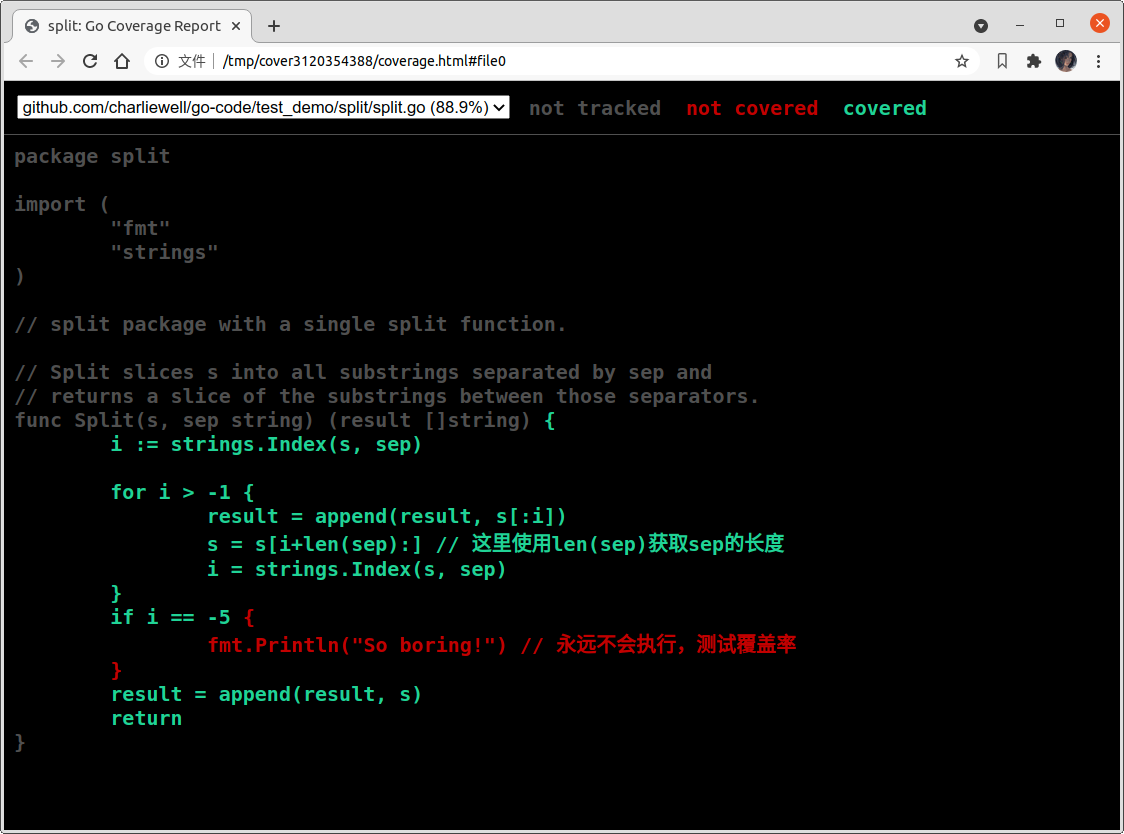 split: Go Coverage Report
文件 /tmp/cover3120354388/coverage.html#file0
github.com/charliewell/go-code/test_demo/split/split.go (88.9%) not tracked not covered covered
package split
import (
"fmt"
"strings"
)
// split package with a single split function.
// Split slices s into all substrings separated by sep and
// returns a slice of the substrings between those separators.
func Split(s, sep string) (result []string) {
i := strings.Index(s, sep)
for i > -1 {
result = append(result, s[:i])
s = s[i+len(sep):] // 这里使用len(sep)获取sep的长度
i = strings.Index(s, sep)
}
if i == -5 {
fmt.Println("So boring!") // 永远不会执行，测试覆盖率
}
result = append(result, s)
return
}